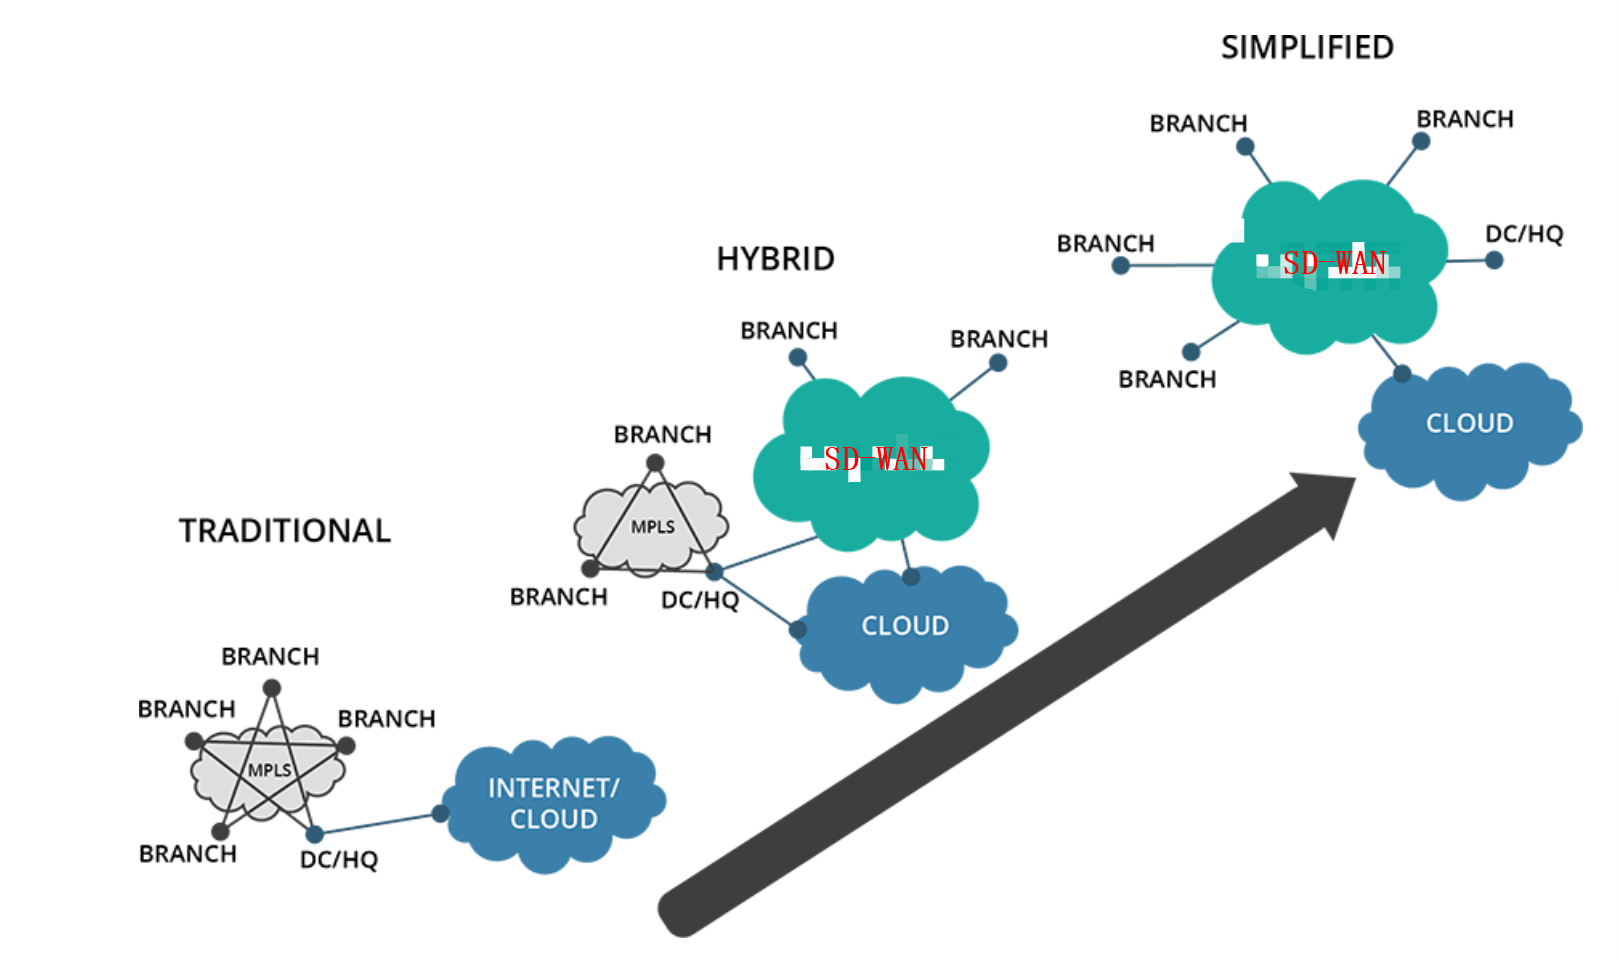 SIMPLIFIED
BRANCH
BRANCH
BRANCH
DC/HQ
SD-WAN
BRANCH
CLOUD
HYBRID
BRANCH
BRANCH
BRANCH
SD-WAN
MPLS
BRANCH
DC/HQ
CLOUD
TRADITIONAL
BRANCH
BRANCH
BRANCH
MPLS
INTERNET/
CLOUD
BRANCH
DC/HQ